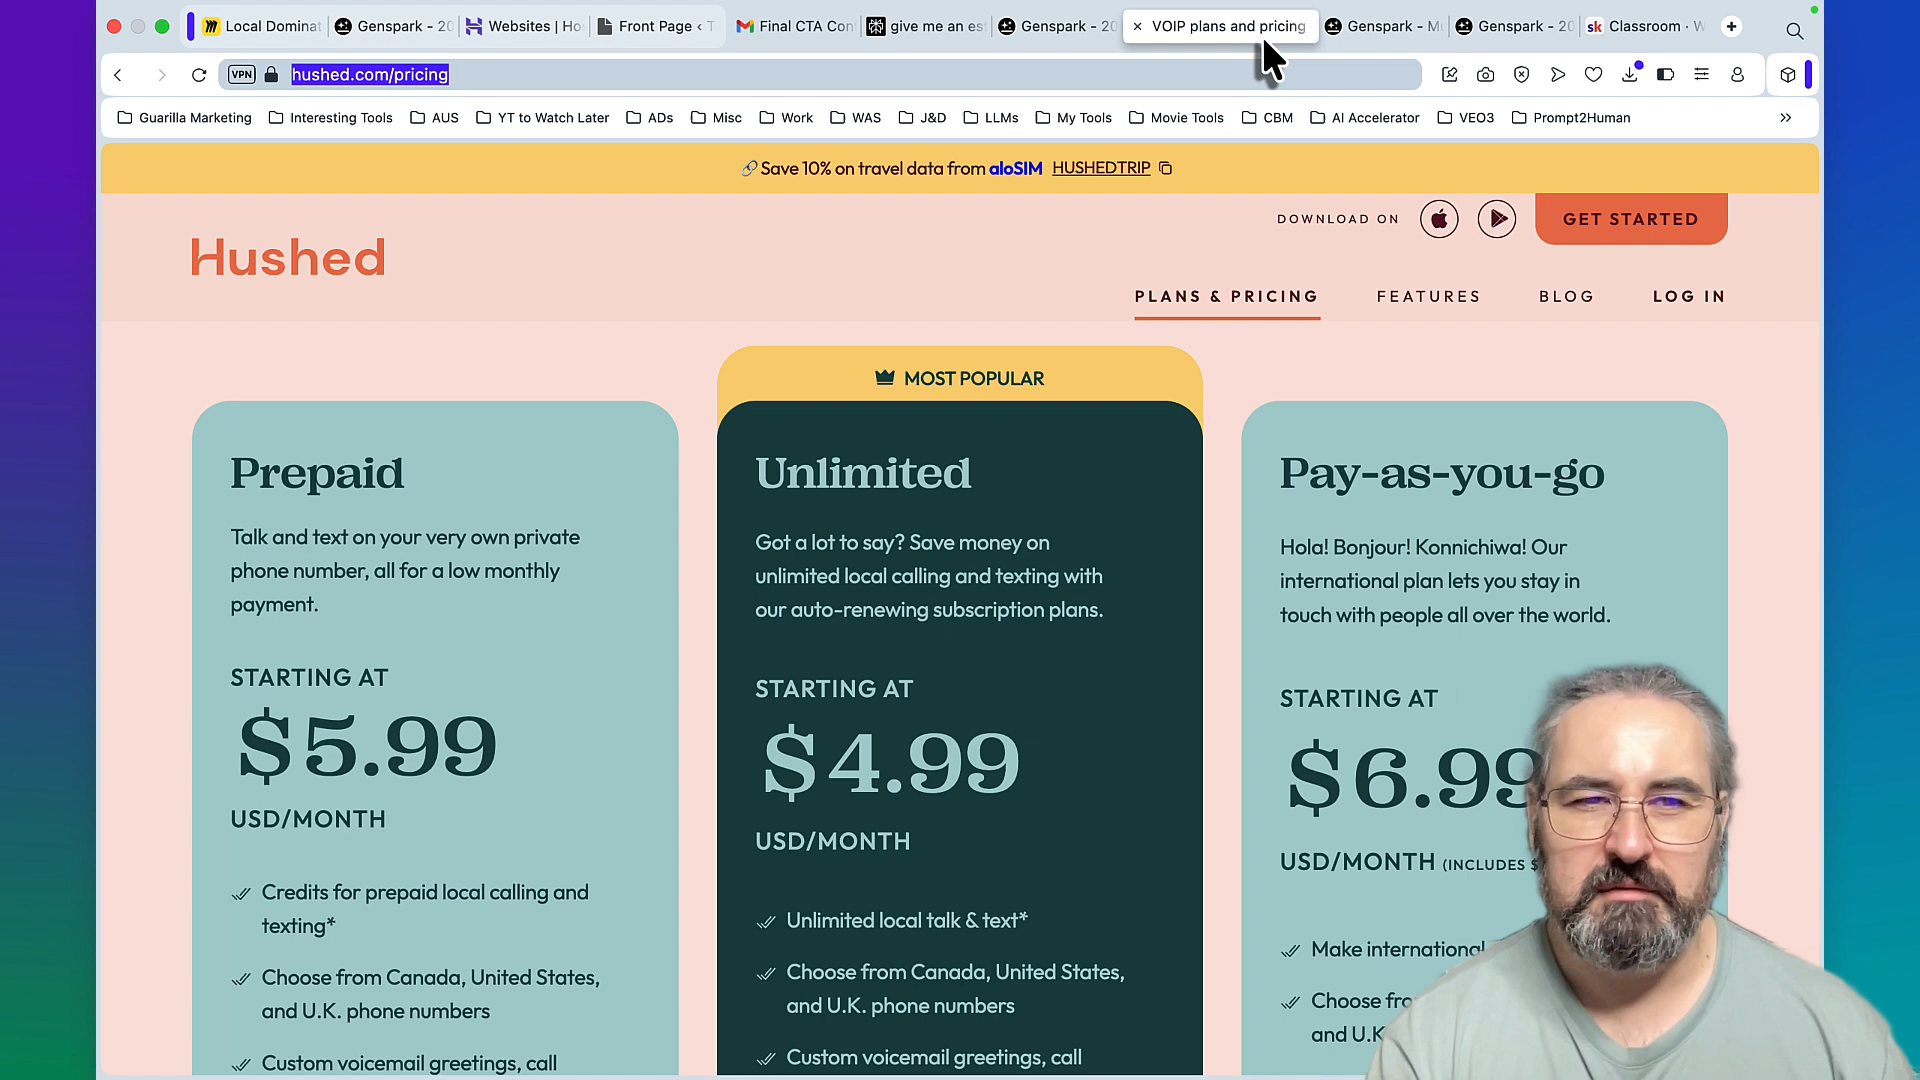 Local Dominat
Genspark - 20
Websites | Ho
Front Page ‹ T
Final CTA Con
give me an es
Genspark - 20
VOIP plans and pricing
Genspark - Mu
Genspark - 20
Classroom · W
VPN
hushed.com/pricing
Guarilla Marketing
Interesting Tools
AUS
YT to Watch Later
ADs
Misc
Work
WAS
J&D
LLMs
My Tools
Movie Tools
CBM
AI Accelerator
VEO3
Prompt2Human
Save 10% on travel data from aloSIM HUSHEDTRIP
DOWNLOAD ON
GET STARTED
Hushed
PLANS & PRICING
FEATURES
BLOG
LOG IN
MOST POPULAR
Prepaid
Talk and text on your very own private
phone number, all for a low monthly
payment.
STARTING AT
$5.99
USD/MONTH
Credits for prepaid local calling and
texting*
Choose from Canada, United States,
and U.K. phone numbers
Custom voicemail greetings, call
Unlimited
Got a lot to say? Save money on
unlimited local calling and texting with
our auto-renewing subscription plans.
STARTING AT
$4.99
USD/MONTH
Unlimited local talk & text*
Choose from Canada, United States,
and U.K. phone numbers
Custom voicemail greetings, call
Pay-as-you-go
Hola! Bonjour! Konnichiwa! Our
international plan lets you stay in
touch with people all over the world.
STARTING AT
$6.99
USD/MONTH (INCLUDES $
Make international
Choose fro
and U.K